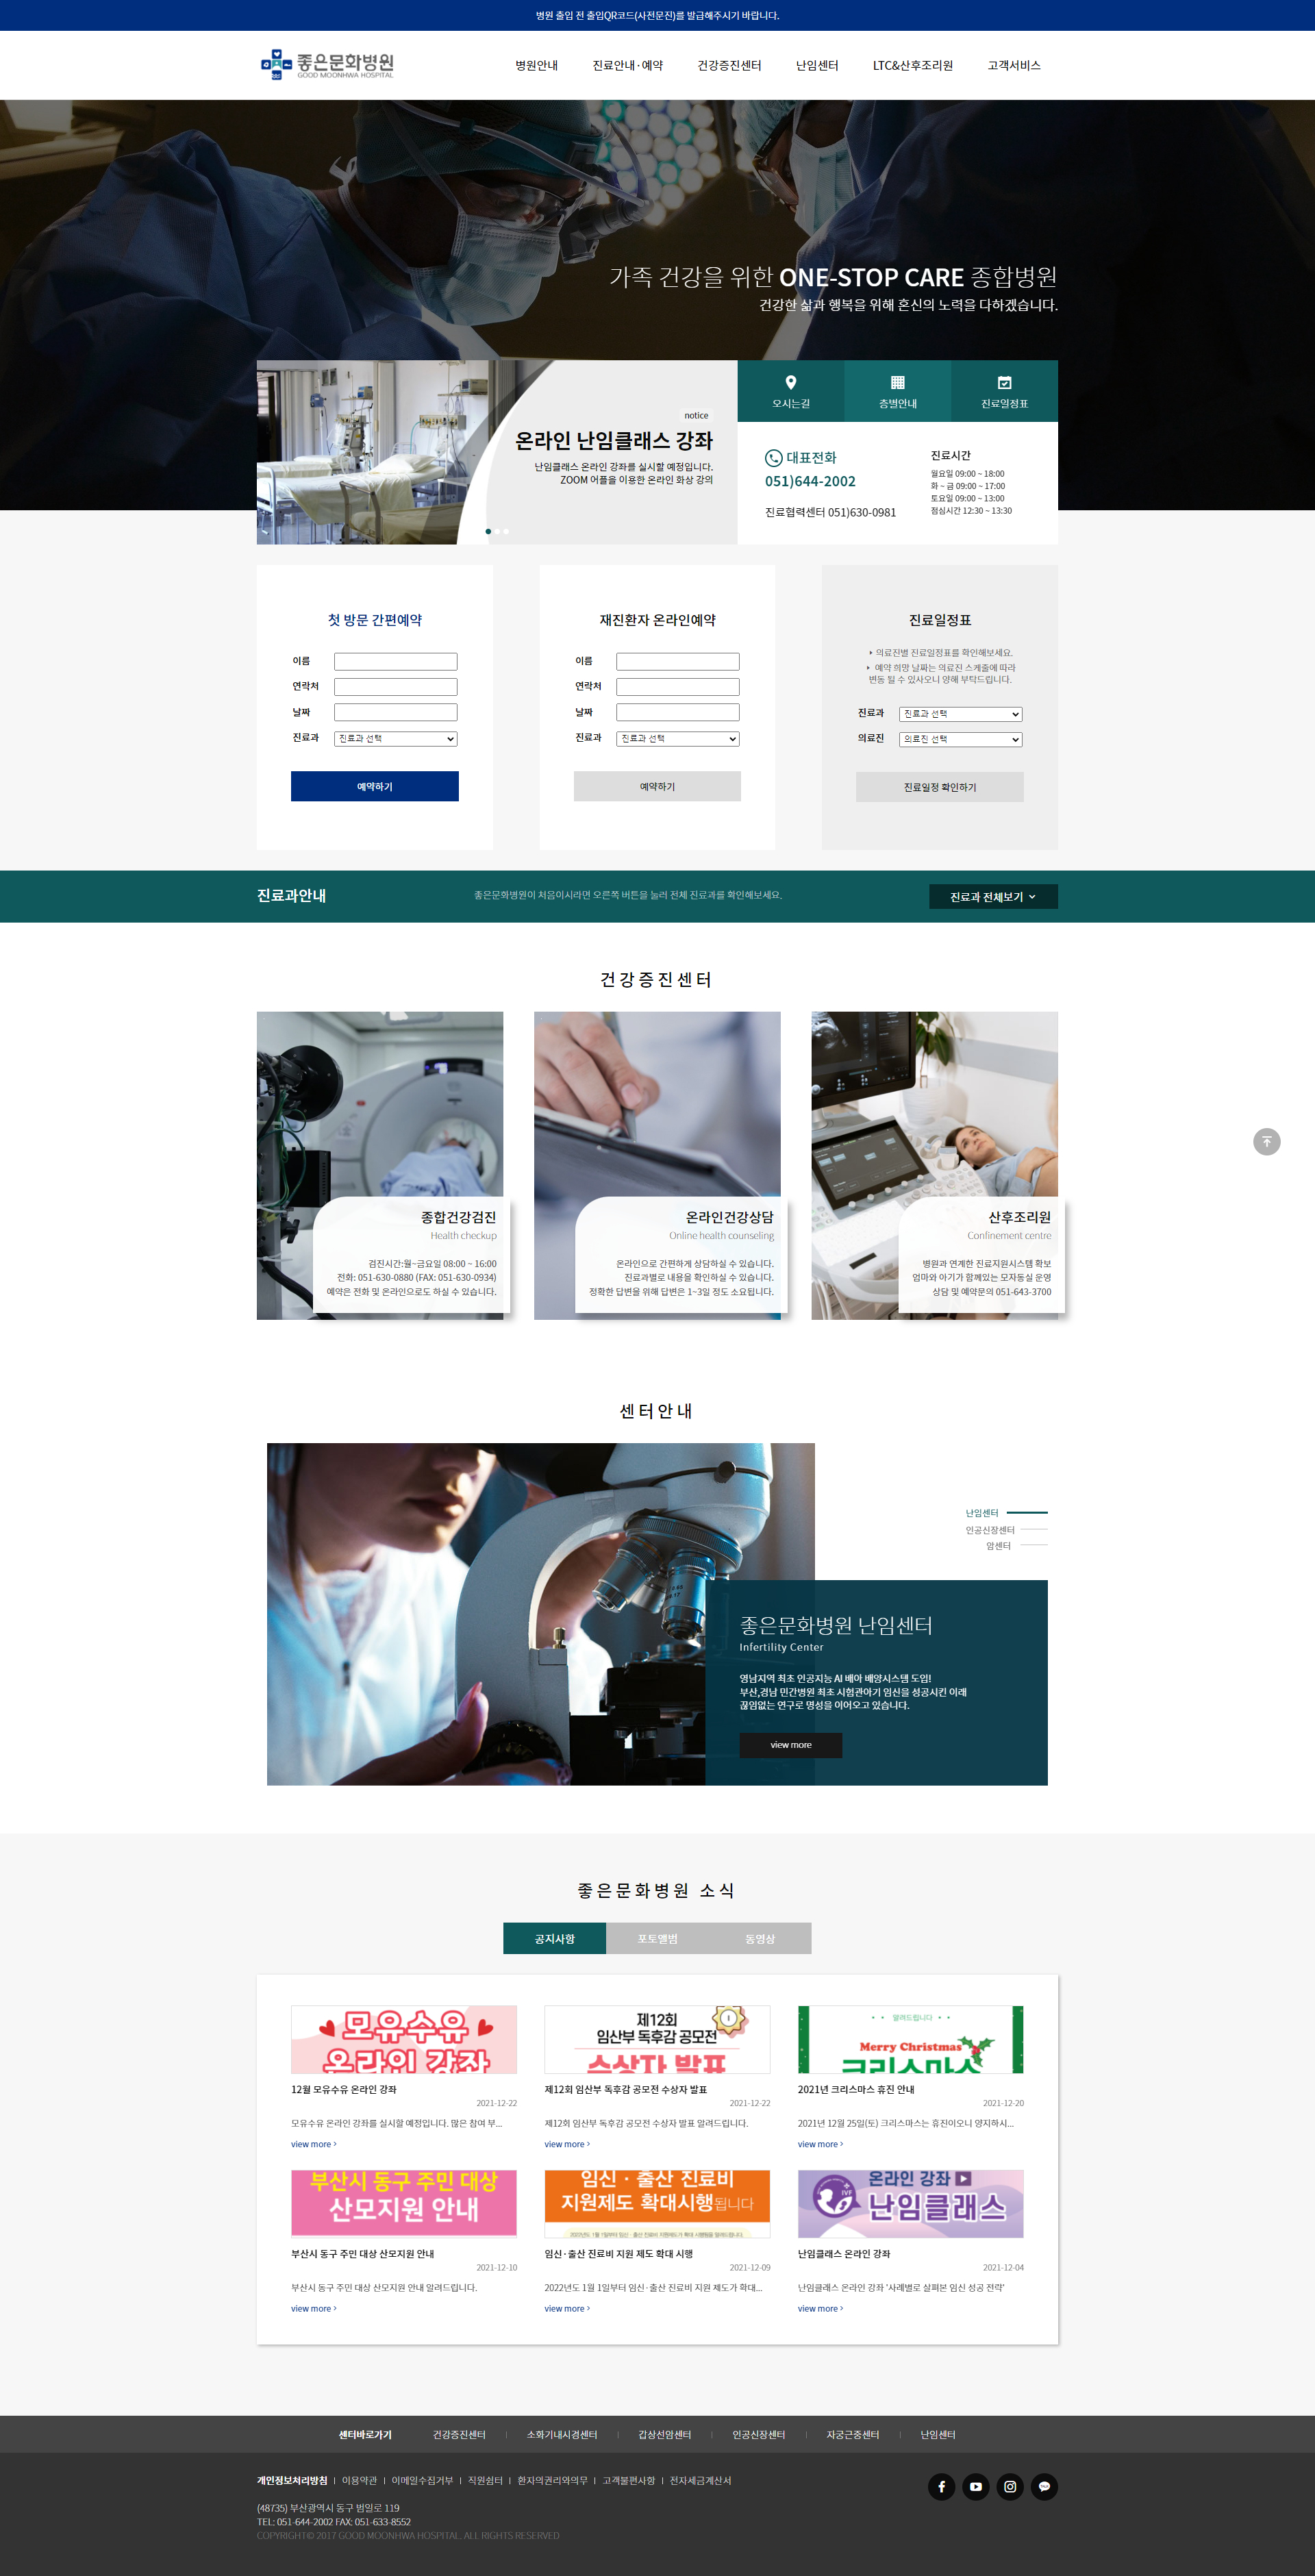 병원 출입 전 출입QR코드(사전문진)를 발급해주시기 바랍니다.
좋은문화병원
GOOD MOONHWA HOSPITAL
병원안내
진료안내·예약
건강증진센터
난임센터
LTC&산후조리원
고객서비스
가족 건강을 위한 ONE-STOP CARE 종합병원
건강한 삶과 행복을 위해 혼신의 노력을 다하겠습니다.
notice
온라인 난임클래스 강좌
난임클래스 온라인 강좌를 실시할 예정입니다.
ZOOM 어플을 이용한 온라인 화상 강의
오시는길
층별안내
진료일정표
대표전화
051)644-2002
진료협력센터 051)630-0981
진료시간
월요일 09:00 ~ 18:00
화 ~ 금 09:00 ~ 17:00
토요일 09:00 ~ 13:00
점심시간 12:30 ~ 13:30
첫 방문 간편예약
이름
연락처
날짜
진료과
진료과 선택
예약하기
재진환자 온라인예약
이름
연락처
날짜
진료과
진료과 선택
예약하기
진료일정표
의료진별 진료일정표를 확인해보세요.
예약 희망 날짜는 의료진 스케줄에 따라
변동 될 수 있사오니 양해 부탁드립니다.
진료과
진료과 선택
의료진
의료진 선택
진료일정 확인하기
진료과안내
좋은문화병원이 처음이시라면 오른쪽 버튼을 눌러 전체 진료과를 확인해보세요.
진료과 전체보기
건강증진센터
종합건강검진
Health checkup
검진시간:월~금요일 08:00 ~ 16:00
전화: 051-630-0880 (FAX: 051-630-0934)
예약은 전화 및 온라인으로도 하실 수 있습니다.
온라인건강상담
Online health counseling
온라인으로 간편하게 상담하실 수 있습니다.
진료과별로 내용을 확인하실 수 있습니다.
정확한 답변을 위해 답변은 1~3일 정도 소요됩니다.
산후조리원
Confinement centre
병원과 연계한 진료지원시스템 확보
엄마와 아기가 함께있는 모자동실 운영
상담 및 예약문의 051-643-3700
센터안내
난임센터
인공신장센터
암센터
좋은문화병원 난임센터
Infertility Center
영남지역 최초 인공지능 AI 배아 배양시스템 도입!
부산,경남 민간병원 최초 시험관아기 임신을 성공시킨 이래
끊임없는 연구로 명성을 이어오고 있습니다.
view more
좋은문화병원 소식
공지사항
포토앨범
동영상
모유수유
온라인 강좌
12월 모유수유 온라인 강좌
2021-12-22
모유수유 온라인 강좌를 실시할 예정입니다. 많은 참여 부...
view more >
제12회
임산부 독후감 공모전
수상자 발표
제12회 임산부 독후감 공모전 수상자 발표
2021-12-22
제12회 임산부 독후감 공모전 수상자 발표 알려드립니다.
view more >
알려드립니다
Merry Christmas
크리스마스
2021년 크리스마스 휴진 안내
2021-12-20
2021년 12월 25일(토) 크리스마스는 휴진이오니 양지하시...
view more >
부산시 동구 주민 대상
산모지원 안내
부산시 동구 주민 대상 산모지원 안내
2021-12-10
부산시 동구 주민 대상 산모지원 안내 알려드립니다.
view more >
임신·출산 진료비
지원제도 확대시행됩니다
임신·출산 진료비 지원 제도 확대 시행
2021-12-09
2022년도 1월 1일부터 임신·출산 진료비 지원 제도가 확대...
view more >
온라인 강좌
IVF
난임클래스
난임클래스 온라인 강좌
2021-12-04
난임클래스 온라인 강좌 '사례별로 살펴본 임신 성공 전략'
view more >
센터바로가기
건강증진센터
소화기내시경센터
갑상선암센터
인공신장센터
자궁근종센터
난임센터
개인정보처리방침 | 이용약관 | 이메일수집거부 | 직원쉼터 | 환자의권리와의무 | 고객불편사항 | 전자세금계산서
(48735) 부산광역시 동구 범일로 119
TEL: 051-644-2002 FAX: 051-633-8552
COPYRIGHT© 2017 GOOD MOONHWA HOSPITAL. ALL RIGHTS RESERVED